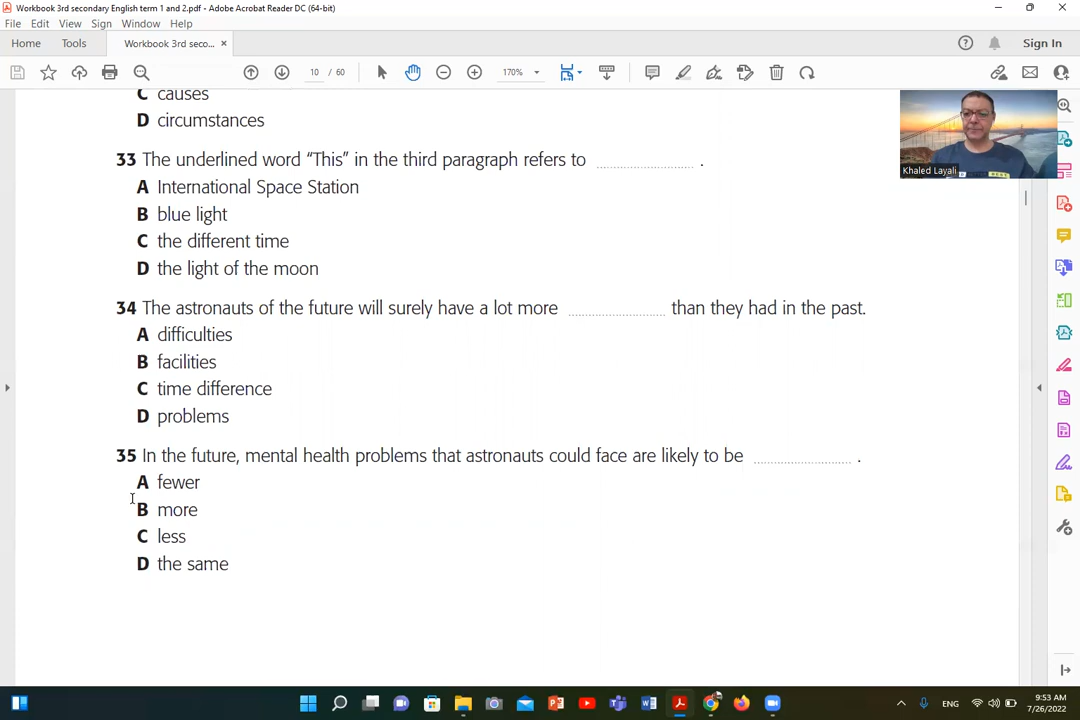 Workbook 3rd secondary English term 1 and 2.pdf - Adobe Acrobat Reader DC (64-bit)
File Edit View Sign Window Help
Home Tools Workbook 3rd seco... × Sign In
10 / 60 170%
C causes
D circumstances
Khaled Layali
33 The underlined word “This” in the third paragraph refers to .................... .
A International Space Station
B blue light
C the different time
D the light of the moon
34 The astronauts of the future will surely have a lot more .................... than they had in the past.
A difficulties
B facilities
C time difference
D problems
35 In the future, mental health problems that astronauts could face are likely to be .................... .
A fewer
B more
C less
D the same
ENG 9:53 AM
7/26/2022